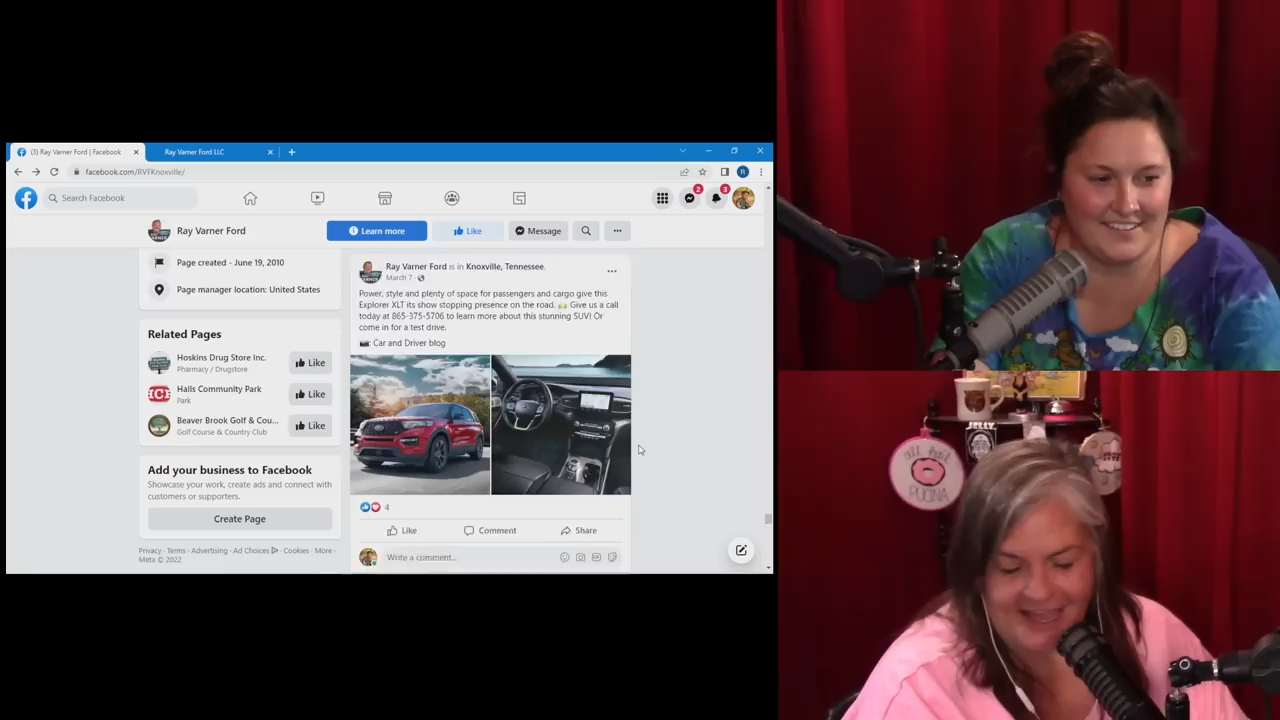 (3) Ray Varner Ford | Facebook
Ray Varner Ford LLC
facebook.com/RVFKnoxville/
R
Search Facebook
2
3
Ray Varner Ford
Learn more
Like
Message
Page created - June 19, 2010
Page manager location: United States
Related Pages
Hoskins Drug Store Inc.
Pharmacy / Drugstore
Like
Halls Community Park
Park
Like
Beaver Brook Golf & Cou...
Golf Course & Country Club
Like
Add your business to Facebook
Showcase your work, create ads and connect with
customers or supporters.
Create Page
Privacy · Terms · Advertising · Ad Choices · Cookies · More ·
Meta © 2022
Ray Varner Ford is in Knoxville, Tennessee.
March 7 ·
Power, style and plenty of space for passengers and cargo give this
Explorer XLT its show stopping presence on the road. 🙌 Give us a call
today at 865-375-5706 to learn more about this stunning SUV! Or
come in for a test drive.
📷: Car and Driver blog
4
Like
Comment
Share
Write a comment...
JELLY
all hail
PUCNA